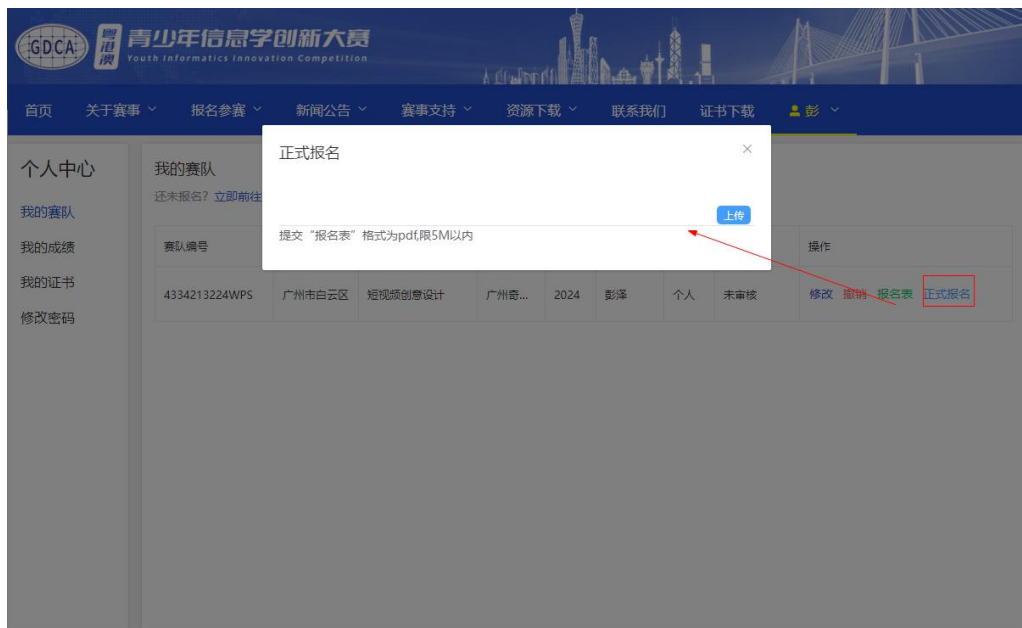 GDCA
粤港澳
青少年信息学创新大赛
Youth Informatics Innovation Competition
首页 关于赛事 报名参赛 新闻公告 赛事支持 资源下载 联系我们 证书下载 彭
个人中心
我的赛队
我的成绩
我的证书
修改密码
我的赛队
还未报名？立即前往
正式报名
上传
提交“报名表”格式为pdf,限5M以内
赛队编号 操作
4334213224WPS 广州市白云区 短视频创意设计 广州奇... 2024 彭泽 个人 未审核 修改 撤销 报名表 正式报名